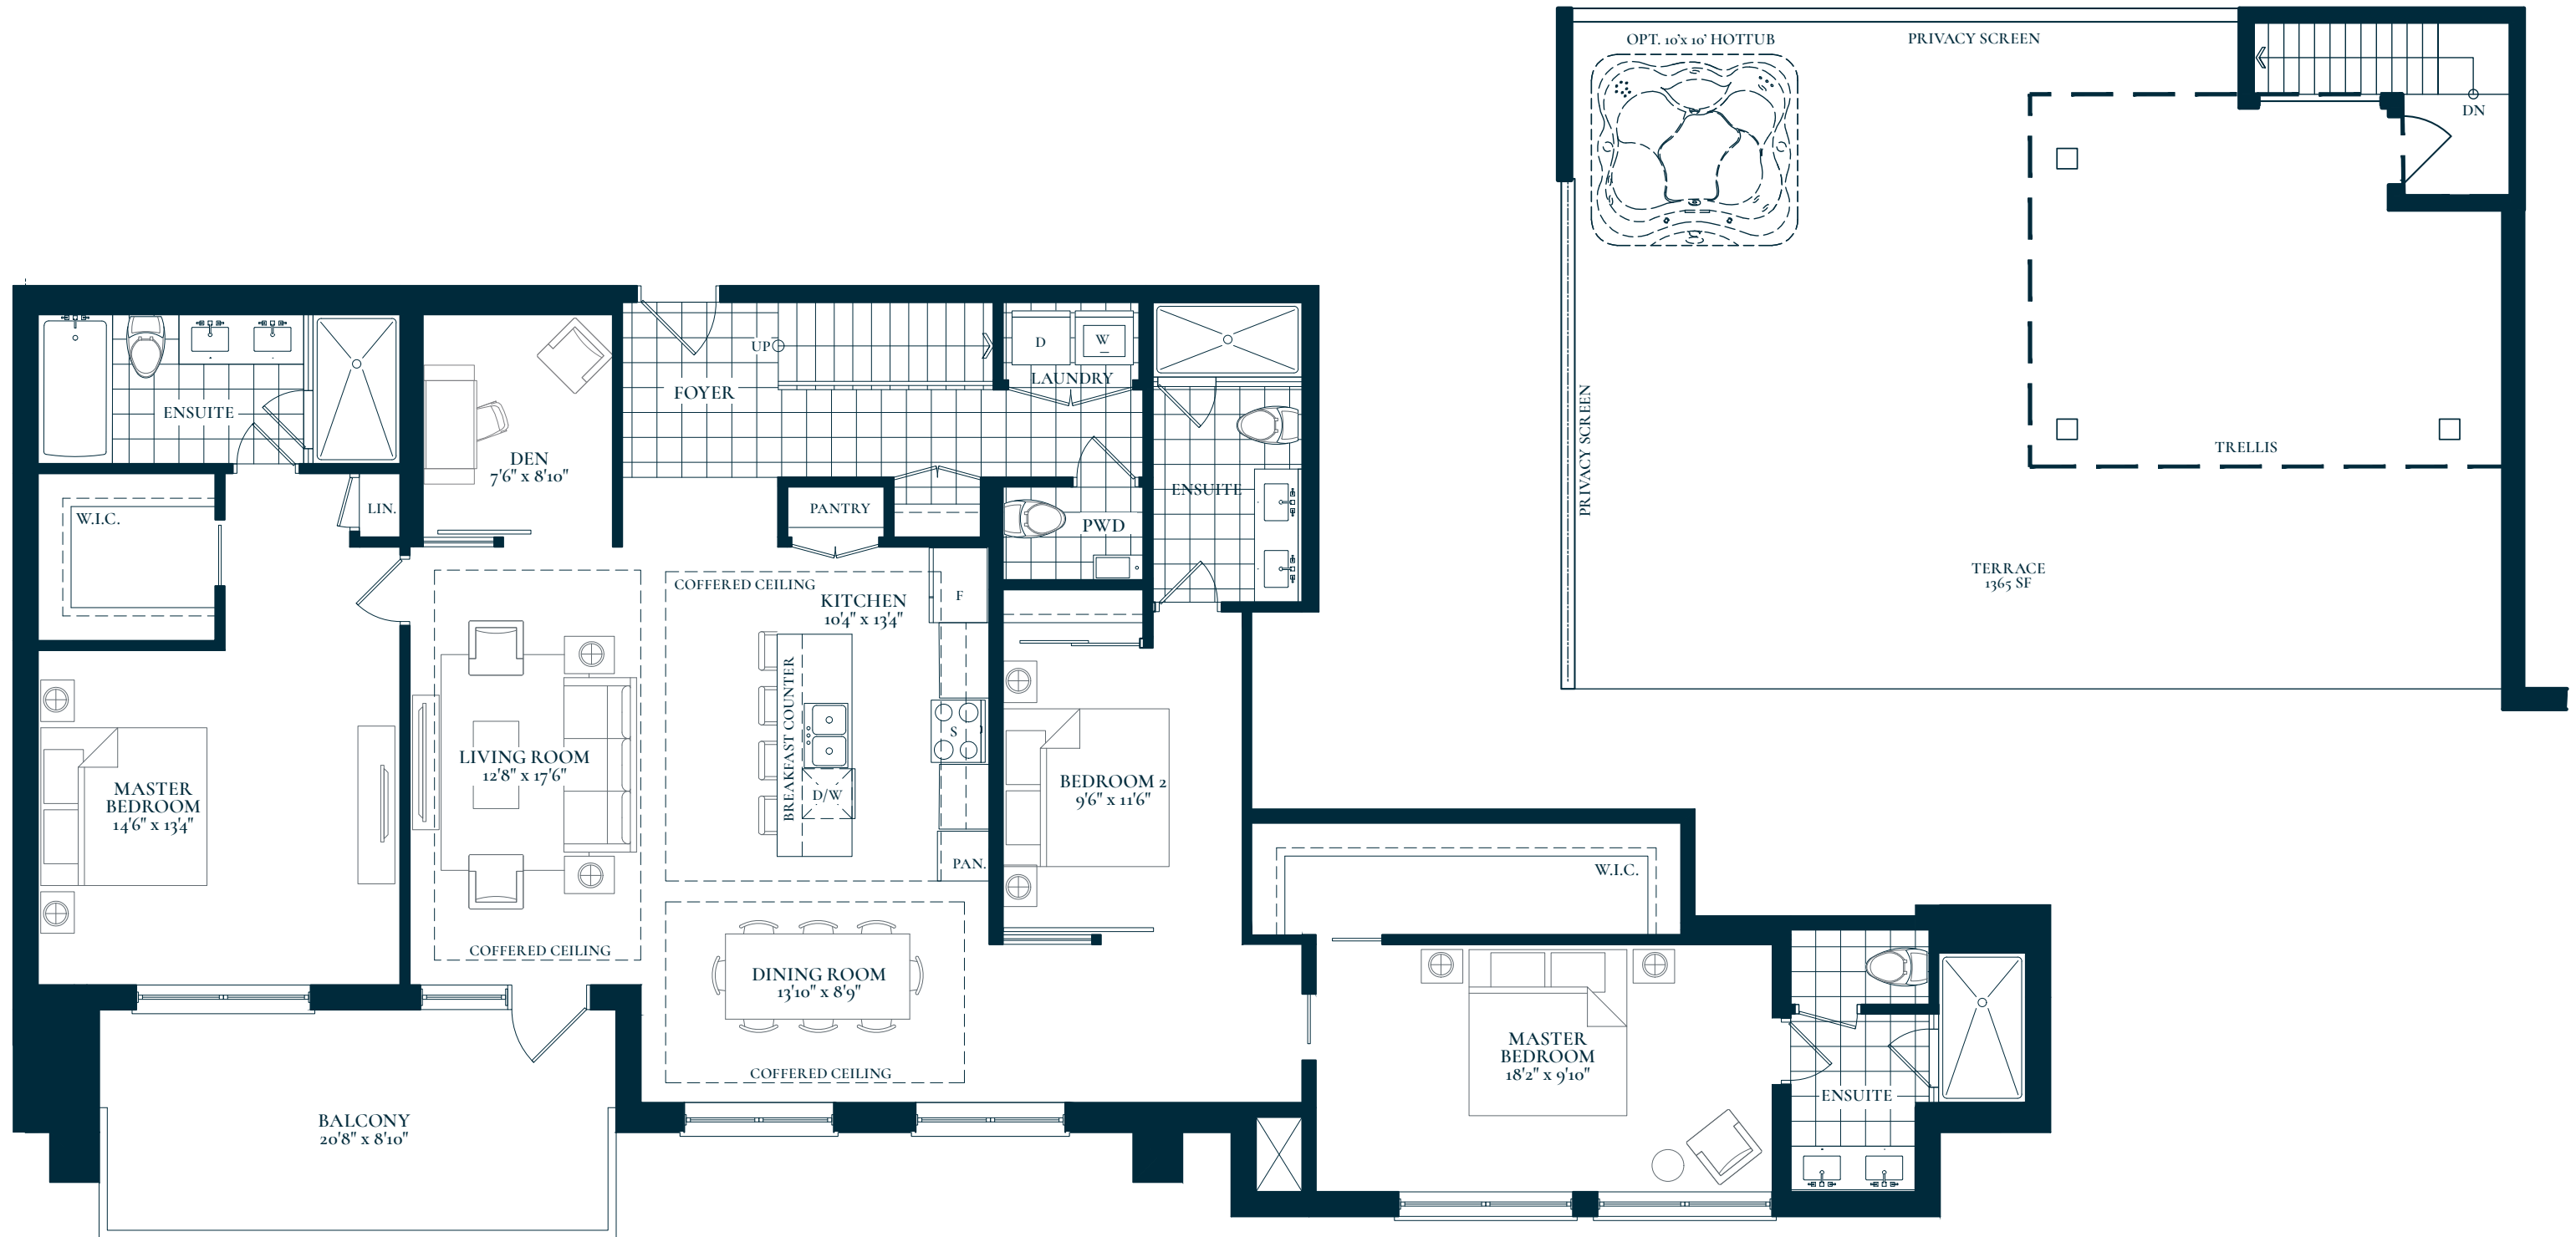 OPT. 10'x 10' HOTTUB
PRIVACY SCREEN
DN
PRIVACY SCREEN
TRELLIS
TERRACE
1365 SF
ENSUITE
W.I.C.
LIN.
DEN
7'6" x 8'10"
FOYER
UP
D
W
LAUNDRY
PANTRY
PWD
ENSUITE
COFFERED CEILING
KITCHEN
10'4" x 13'4"
F
BREAKFAST COUNTER
S
D/W
PAN.
LIVING ROOM
12'8" x 17'6"
COFFERED CEILING
MASTER
BEDROOM
14'6" x 13'4"
BEDROOM 2
9'6" x 11'6"
DINING ROOM
13'10" x 8'9"
COFFERED CEILING
BALCONY
20'8" x 8'10"
W.I.C.
MASTER
BEDROOM
18'2" x 9'10"
ENSUITE